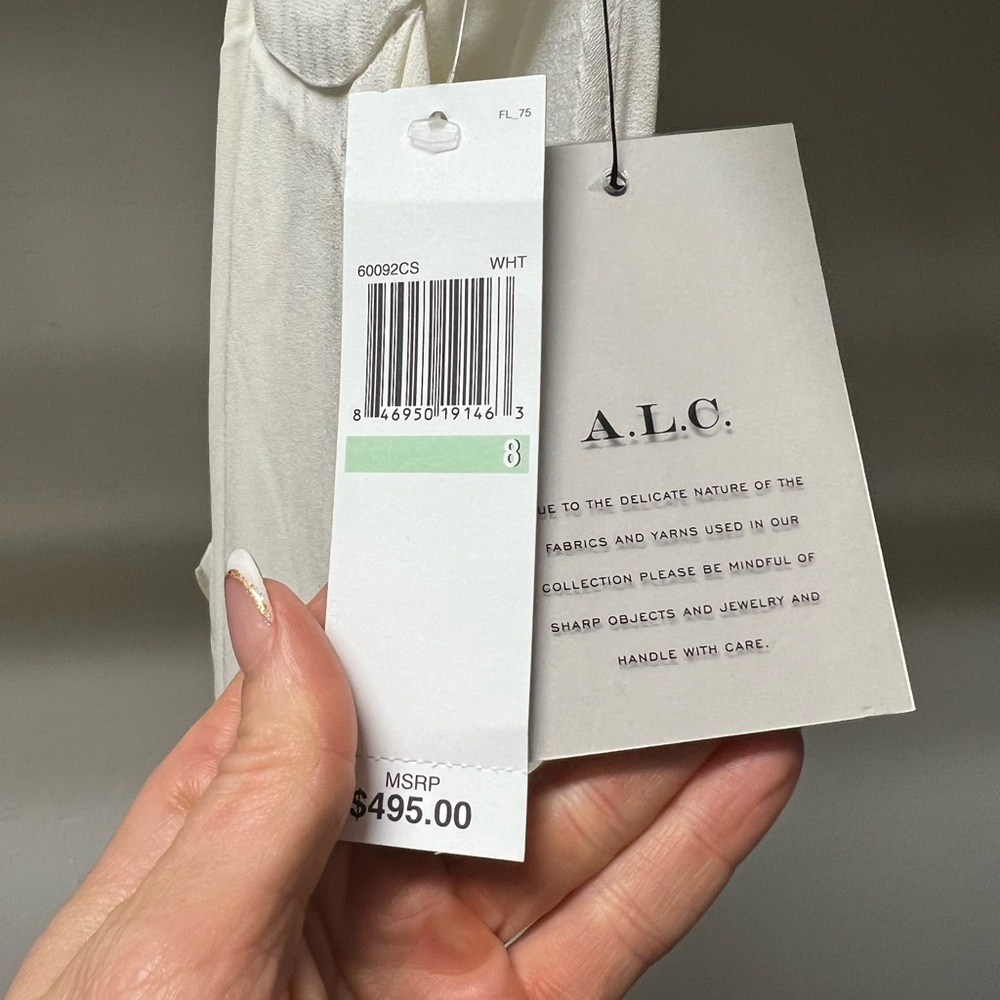 FL_75
60092CS WHT
8 46950 19146 3
8
MSRP
$495.00
A.L.C.
UE TO THE DELICATE NATURE OF THE
FABRICS AND YARNS USED IN OUR
COLLECTION PLEASE BE MINDFUL OF
SHARP OBJECTS AND JEWELRY AND
HANDLE WITH CARE.